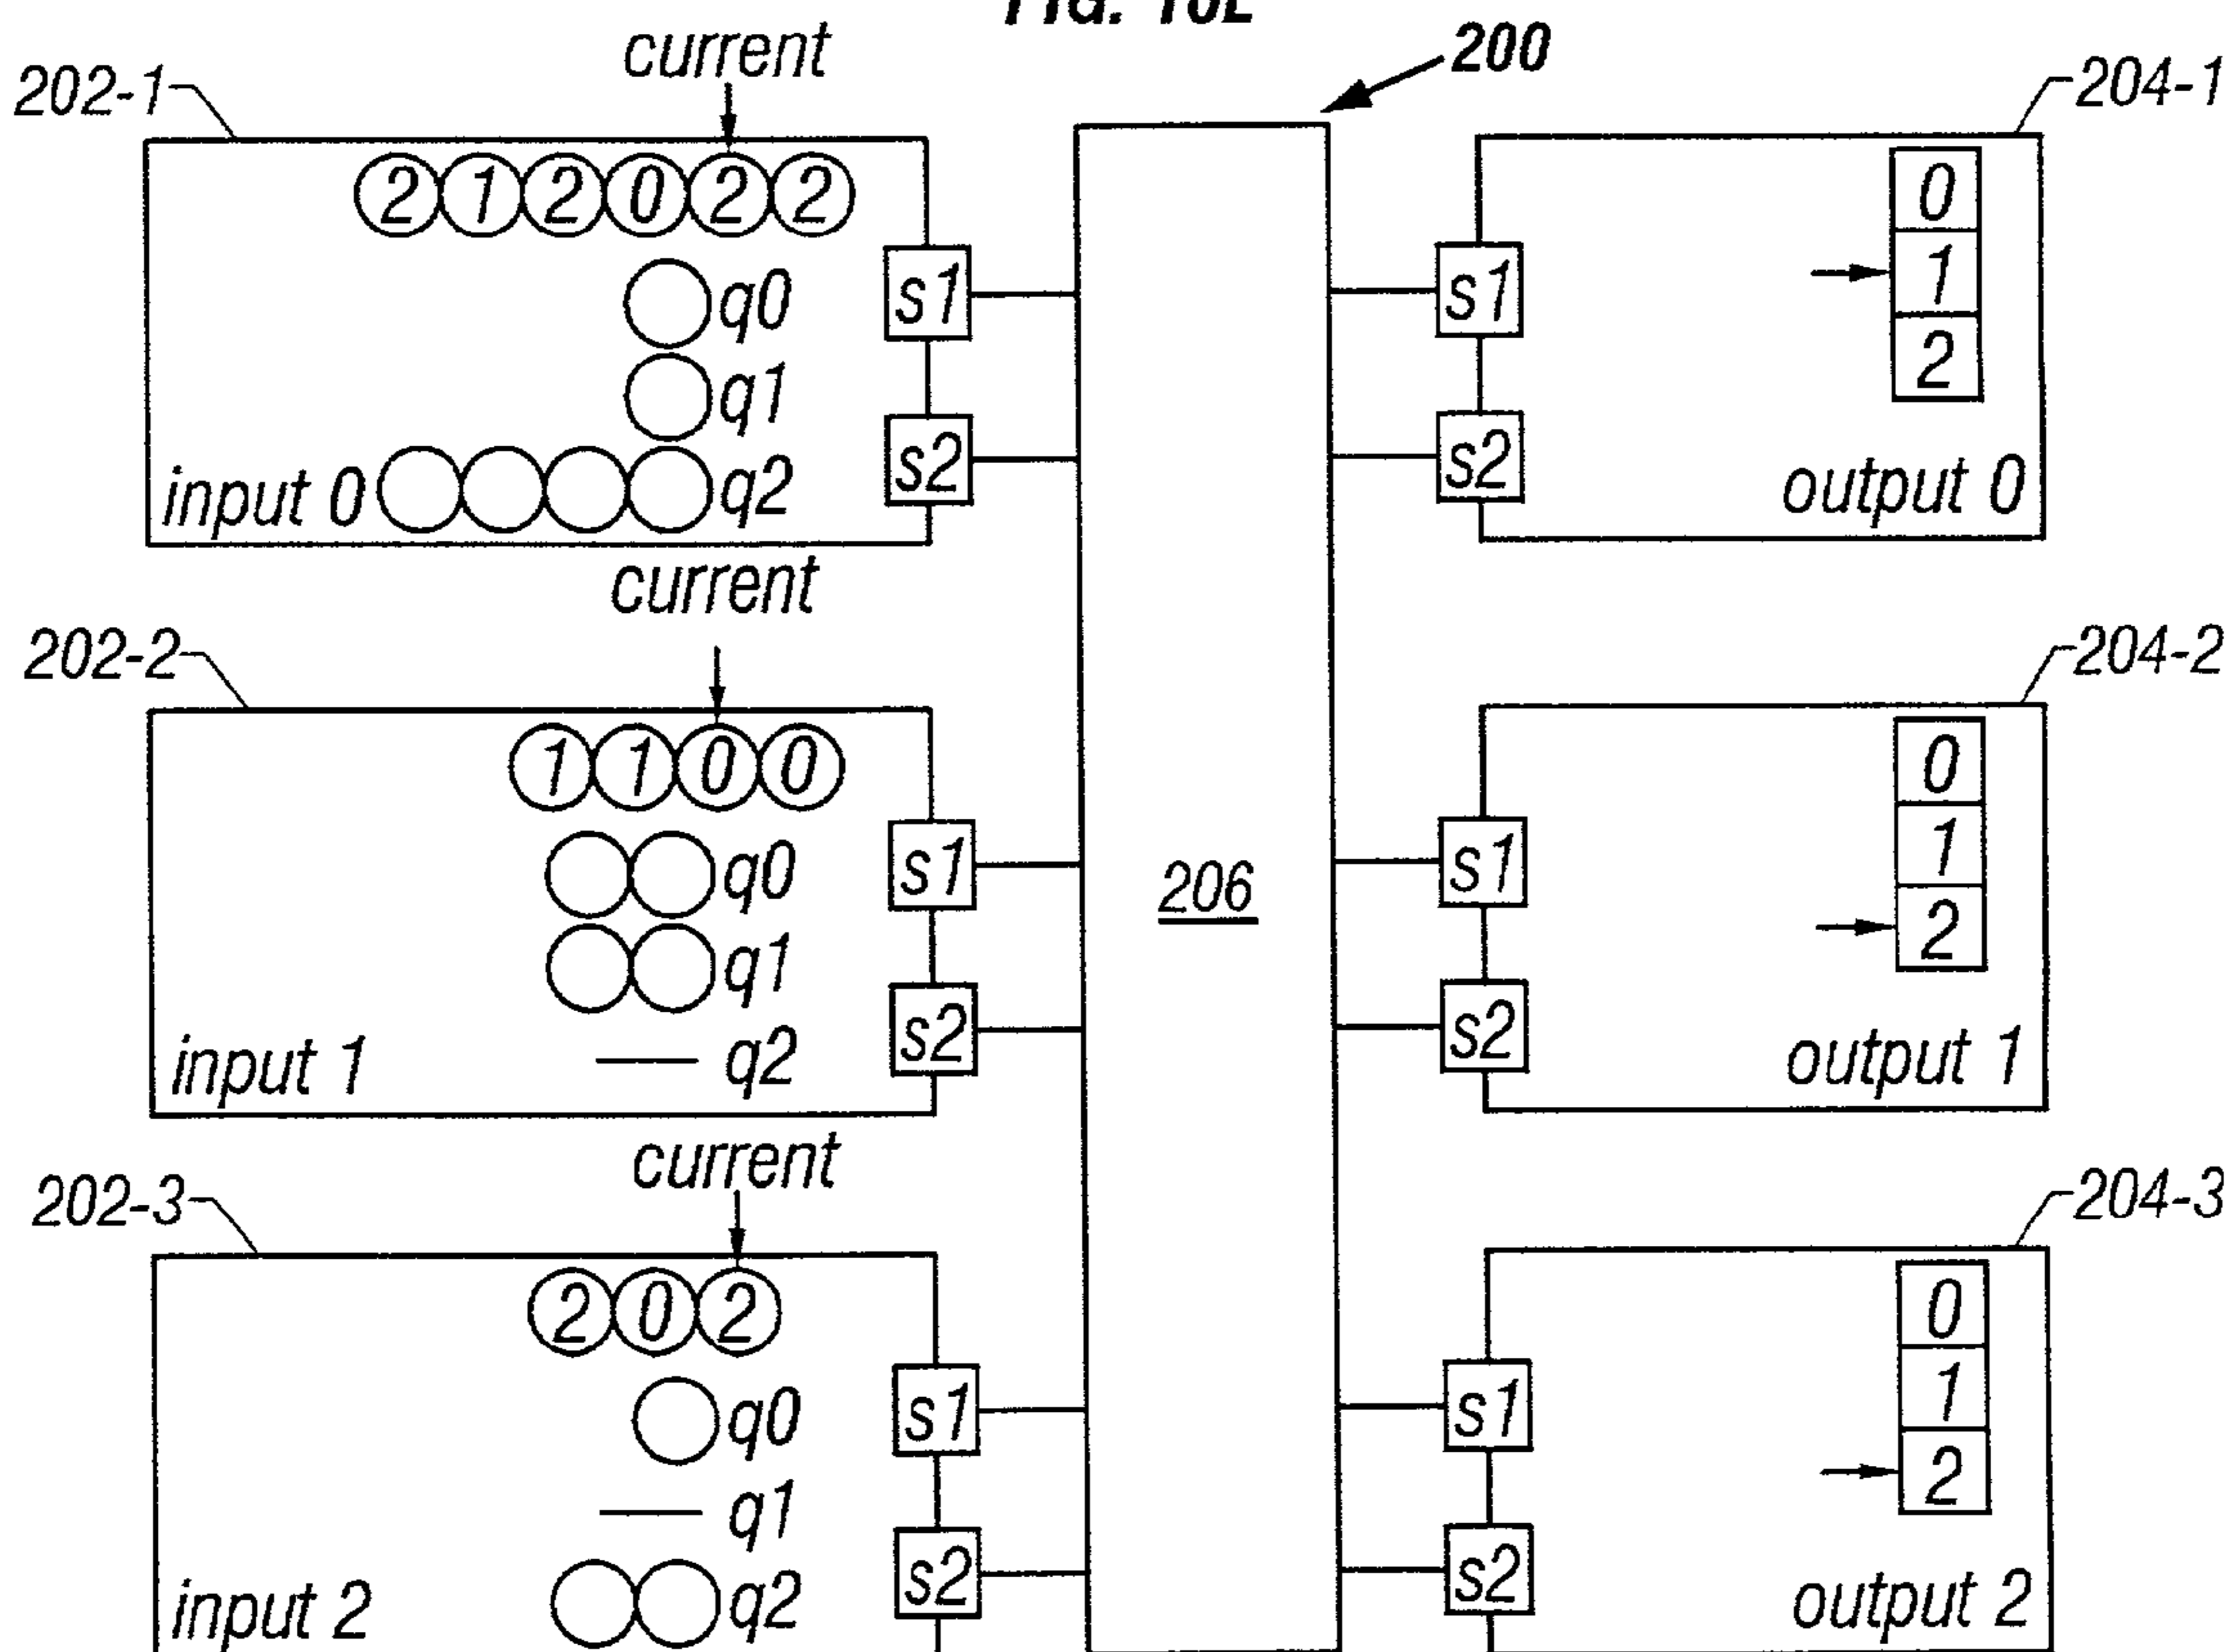 FIG. 10E
current
200
202-1
204-1
2 1 2 0 2 2
0
q0
s1
s1
1
q1
2
s2
s2
input 0
q2
output 0
current
202-2
204-2
1 1 0 0
0
q0
s1
s1
1
206
q1
2
s2
s2
input 1
q2
output 1
current
202-3
204-3
2 0 2
0
q0
s1
s1
1
q1
2
s2
s2
input 2
q2
output 2